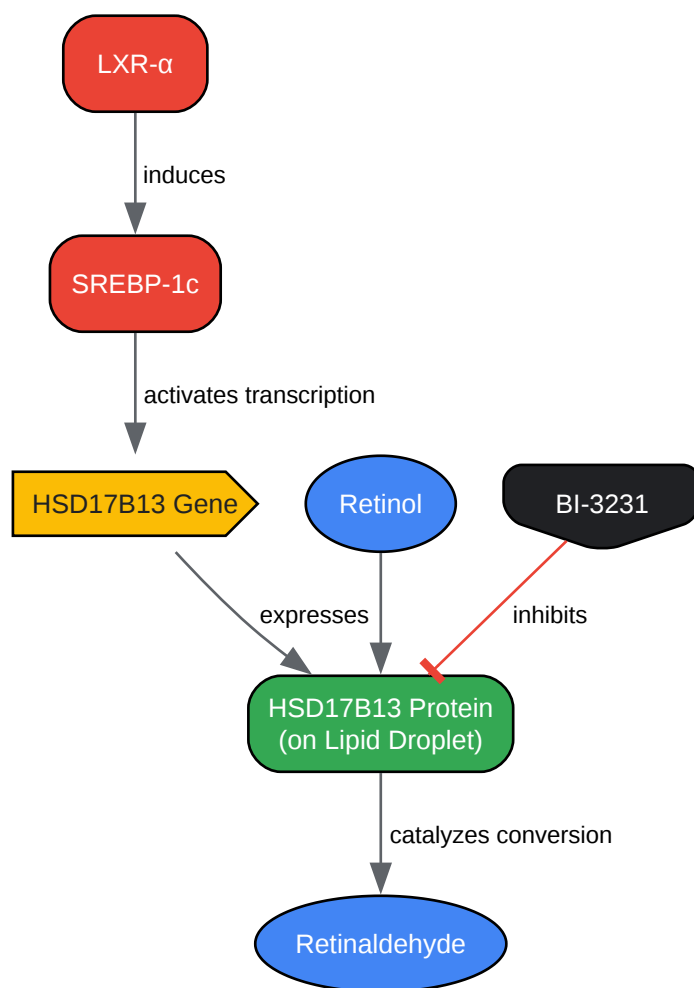 LXR-α
induces
SREBP-1c
activates transcription
HSD17B13 Gene
Retinol
BI-3231
expresses
inhibits
HSD17B13 Protein
(on Lipid Droplet)
catalyzes conversion
Retinaldehyde